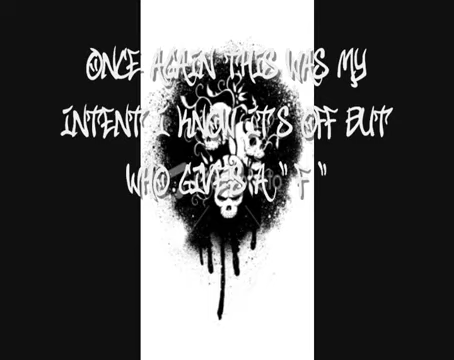 ONCE AGAIN THIS WAS MY
INTENT I KNOW IT'S OFF BUT
WHO GIVES A " F "